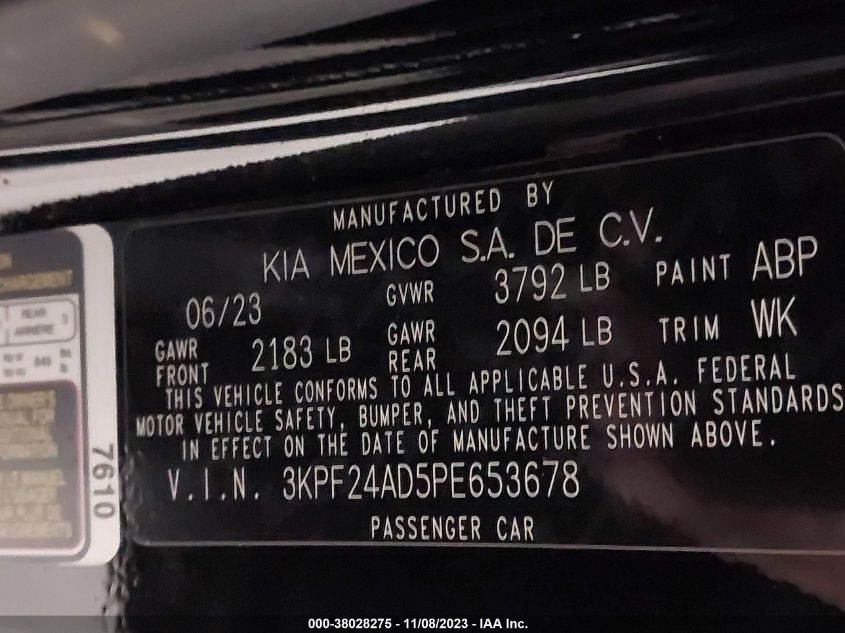 MANUFACTURED BY
KIA MEXICO S.A. DE C.V.
06/23 GVWR 3792 LB PAINT ABP
GAWR FRONT 2183 LB GAWR REAR 2094 LB TRIM WK
THIS VEHICLE CONFORMS TO ALL APPLICABLE U.S.A. FEDERAL
MOTOR VEHICLE SAFETY, BUMPER, AND THEFT PREVENTION STANDARDS
IN EFFECT ON THE DATE OF MANUFACTURE SHOWN ABOVE.
V.I.N. 3KPF24AD5PE653678
PASSENGER CAR
7610
REAR
ARRIERE
000-38028275 - 11/08/2023 - IAA Inc.